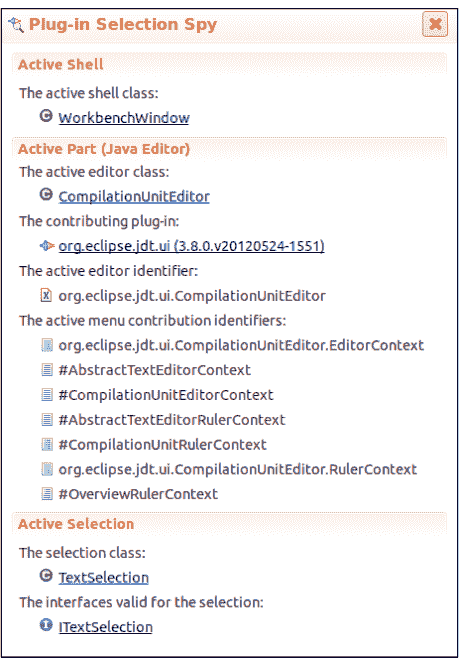 Plug-in Selection Spy
Active Shell
The active shell class:
WorkbenchWindow
Active Part (Java Editor)
The active editor class:
CompilationUnitEditor
The contributing plug-in:
org.eclipse.jdt.ui (3.8.0.v20120524-1551)
The active editor identifier:
org.eclipse.jdt.ui.CompilationUnitEditor
The active menu contribution identifiers:
org.eclipse.jdt.ui.CompilationUnitEditor.EditorContext
#AbstractTextEditorContext
#CompilationUnitEditorContext
#AbstractTextEditorRulerContext
#CompilationUnitRulerContext
org.eclipse.jdt.ui.CompilationUnitEditor.RulerContext
#OverviewRulerContext
Active Selection
The selection class:
TextSelection
The interfaces valid for the selection:
ITextSelection